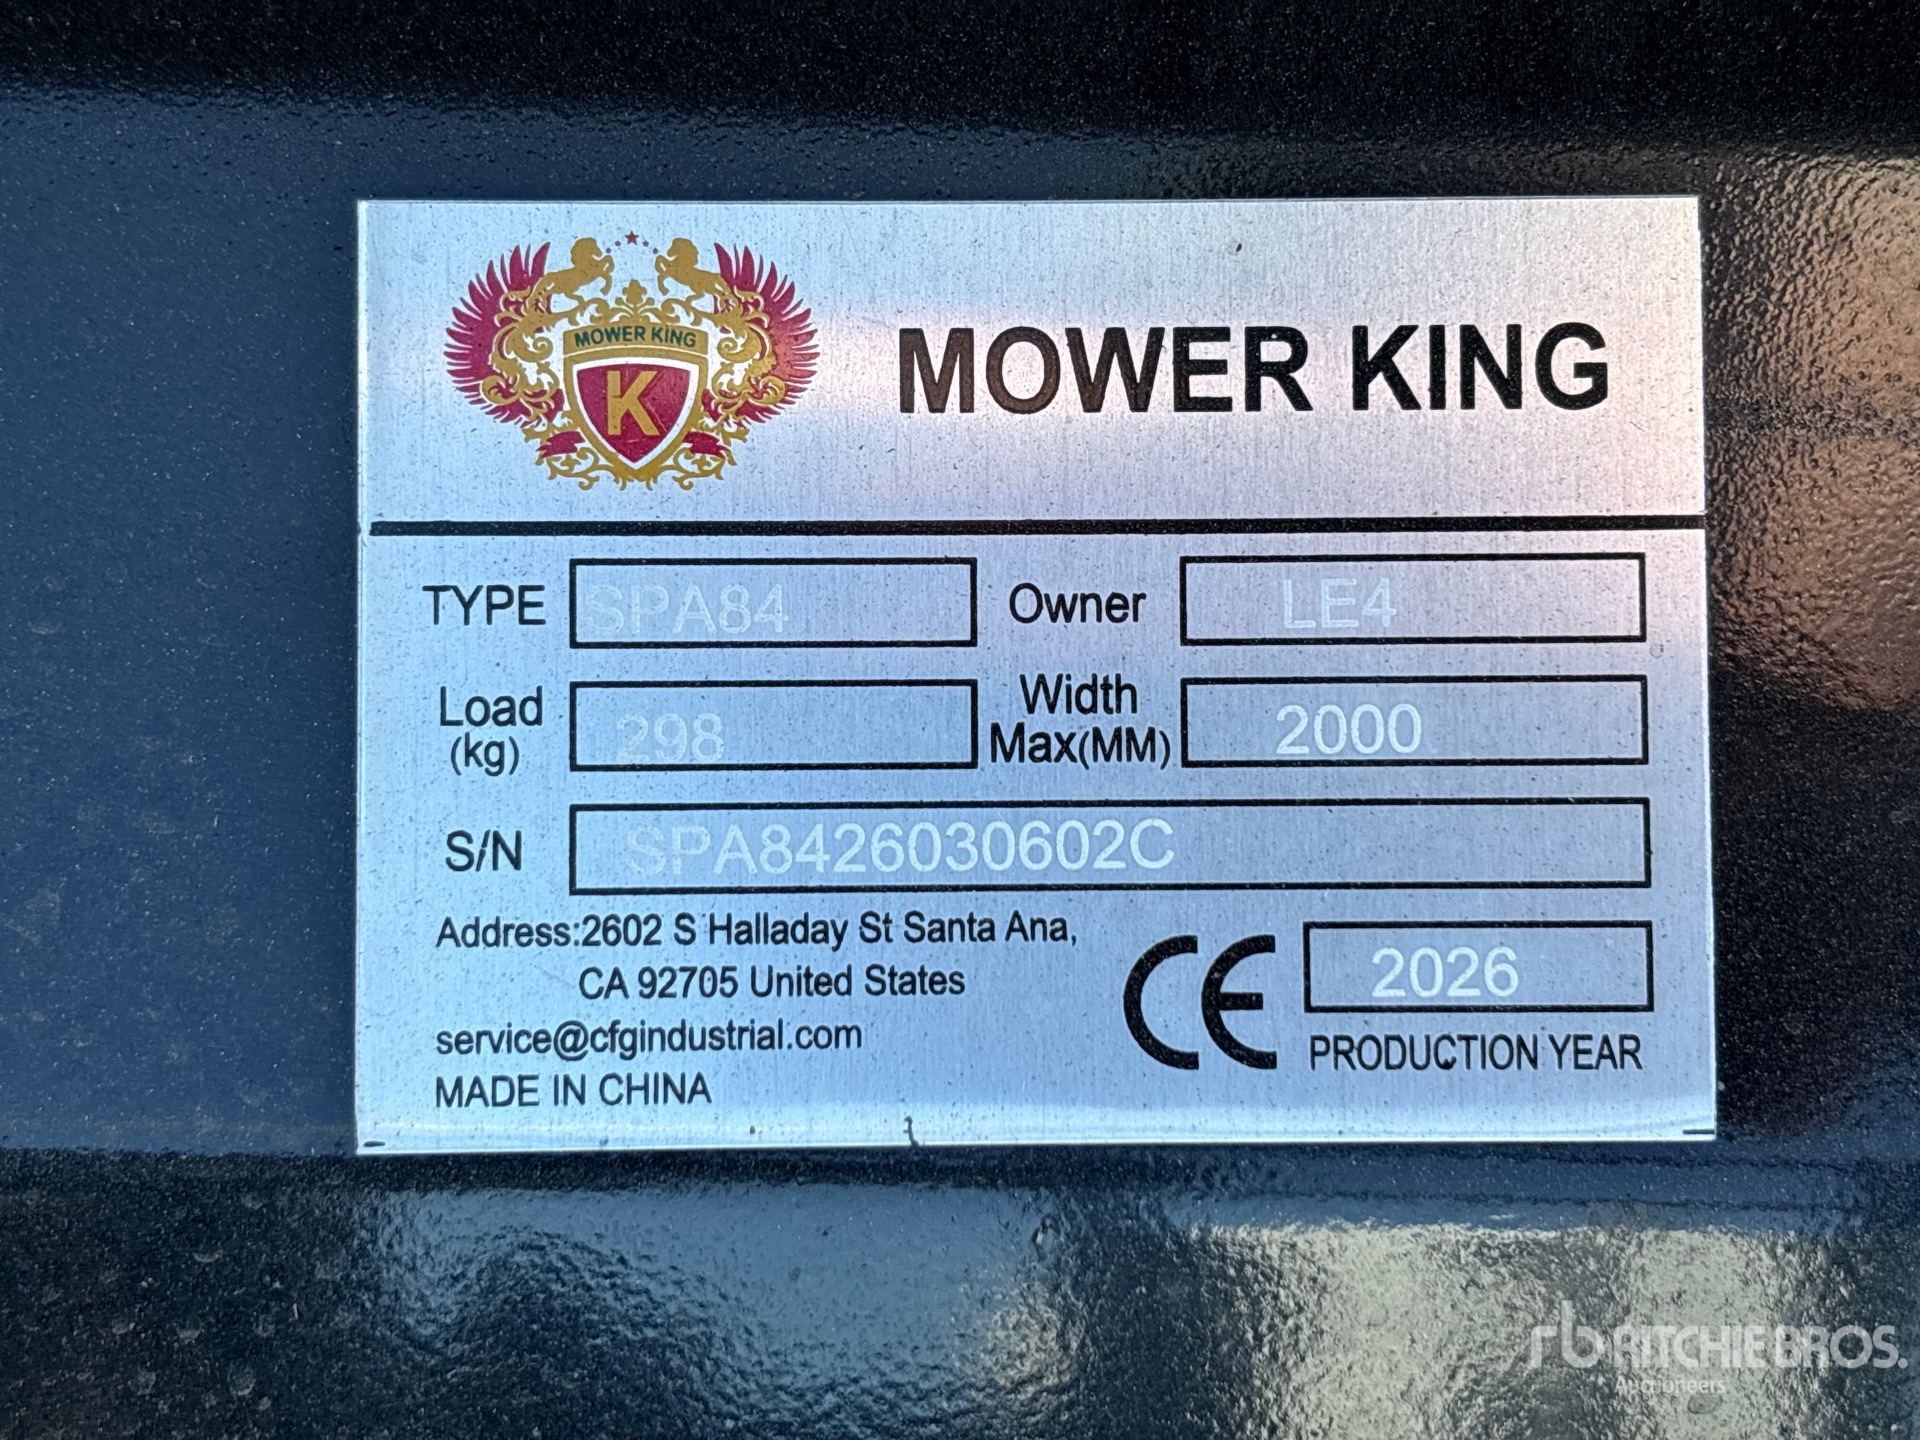 MOWER KING
K
MOWER KING
TYPE SPA84 Owner LE4
Load (kg) 298 Width Max(MM) 2000
S/N SPA8426030602C
Address:2602 S Halladay St Santa Ana,
CA 92705 United States
service@cfgindustrial.com
MADE IN CHINA
CE 2026
PRODUCTION YEAR
rb RITCHIE BROS.
Auctioneers